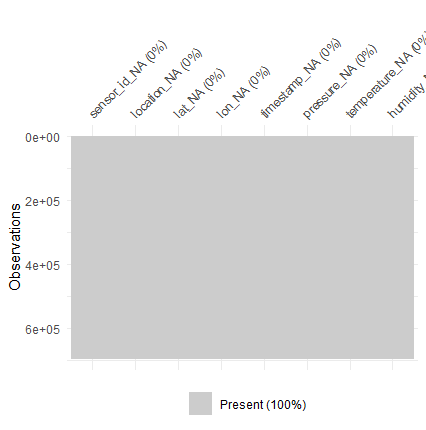 sensor_id_NA (0%)
location_NA (0%)
lat_NA (0%)
lon_NA (0%)
timestamp_NA (0%)
pressure_NA (0%)
temperature_NA (0%
humidity_
0e+00
2e+05
4e+05
6e+05
Observations
Present (100%)